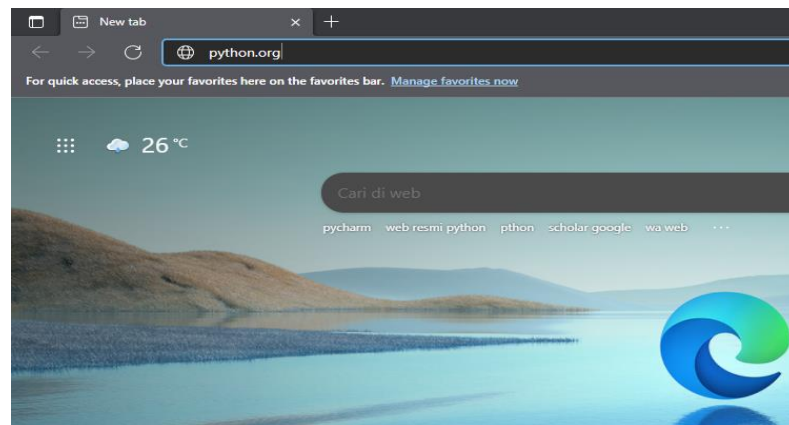 New tab
python.org
For quick access, place your favorites here on the favorites bar. Manage favorites now
26 °C
Cari di web
pycharm web resmi python pthon scholar google wa web ...